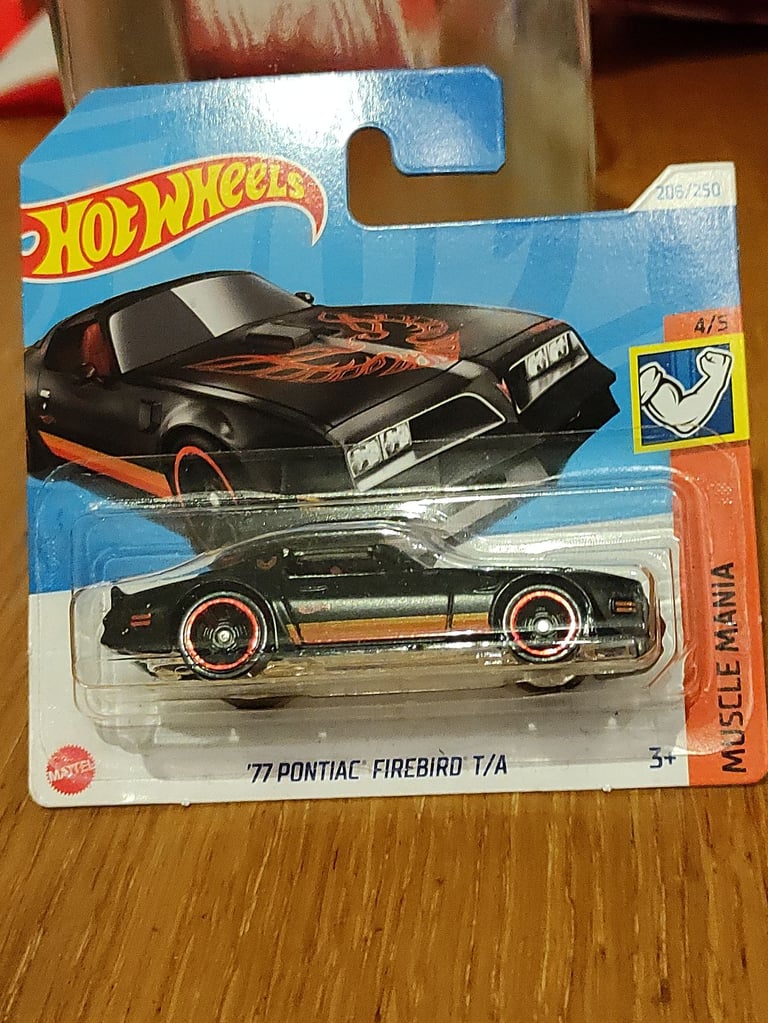 HOT WHEELS
206/250
4/5
MUSCLE MANIA
MATTEL
'77 PONTIAC® FIREBIRD® T/A
3+